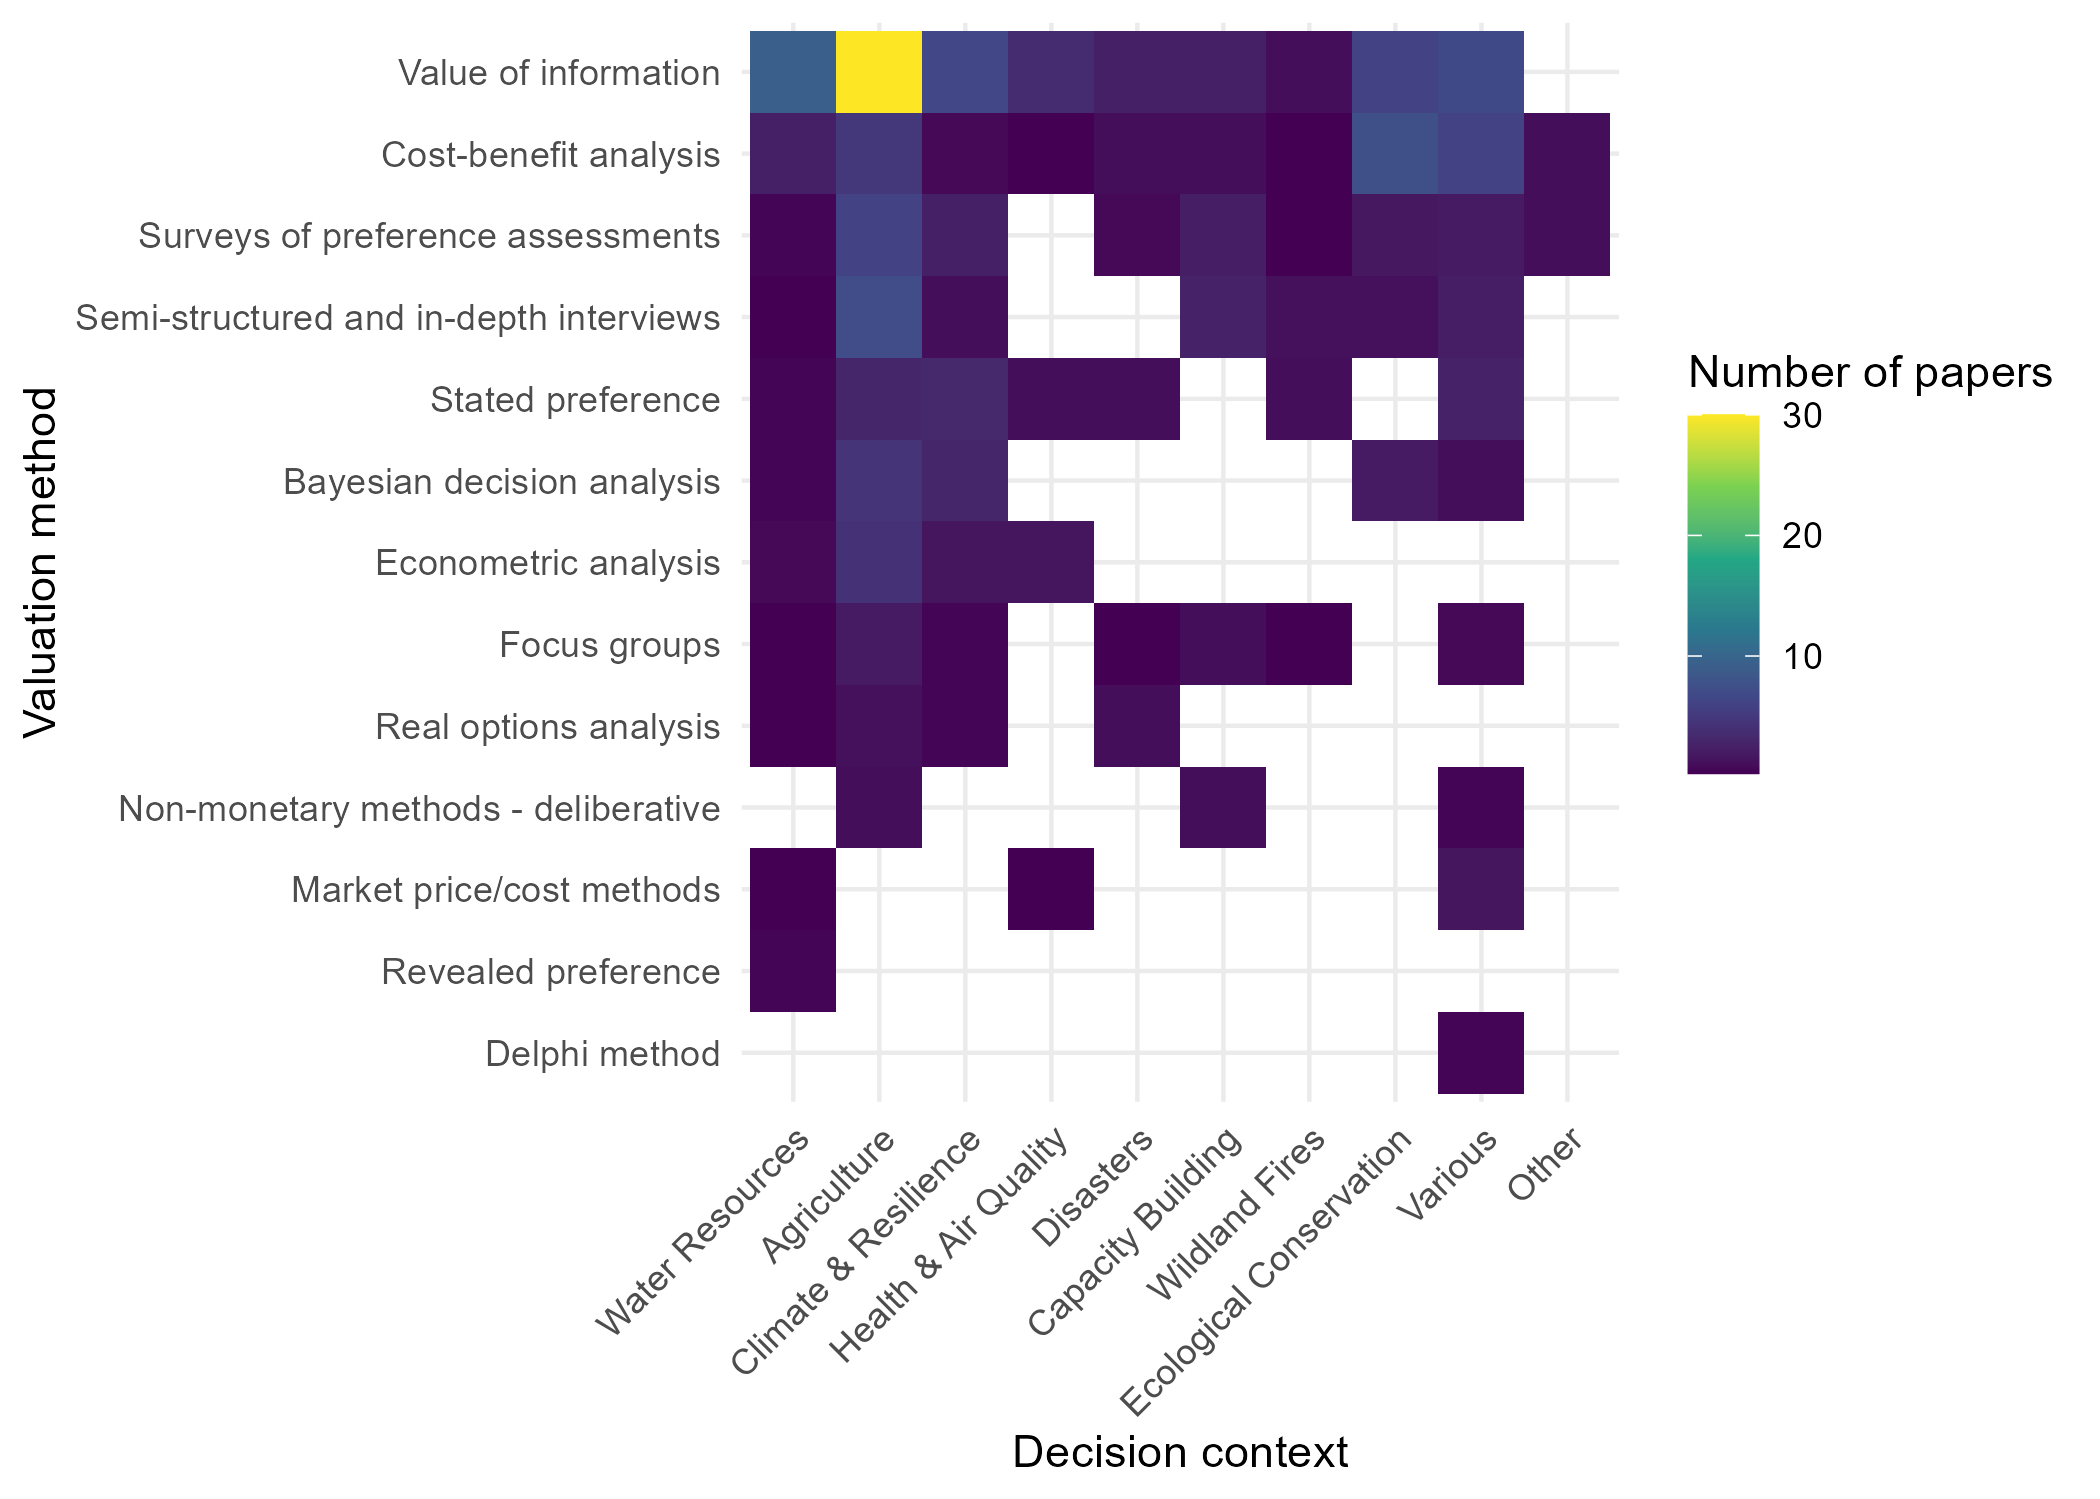 Value of information
Cost-benefit analysis
Surveys of preference assessments
Semi-structured and in-depth interviews
Stated preference
Bayesian decision analysis
Econometric analysis
Focus groups
Real options analysis
Non-monetary methods - deliberative
Market price/cost methods
Revealed preference
Delphi method
Valuation method
Water Resources
Agriculture
Climate & Resilience
Health & Air Quality
Disasters
Capacity Building
Wildland Fires
Ecological Conservation
Various
Other
Decision context
Number of papers
30
20
10